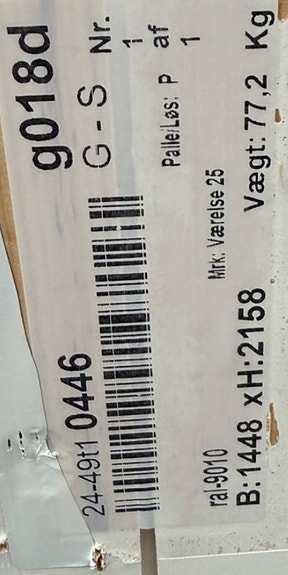 24-49t1 0446 g018d
G - S Nr. 1
Palle/Løs: P af 1
Mrk: Værelse 25
ral-9010
B:1448 xH:2158 Vægt: 77,2 Kg